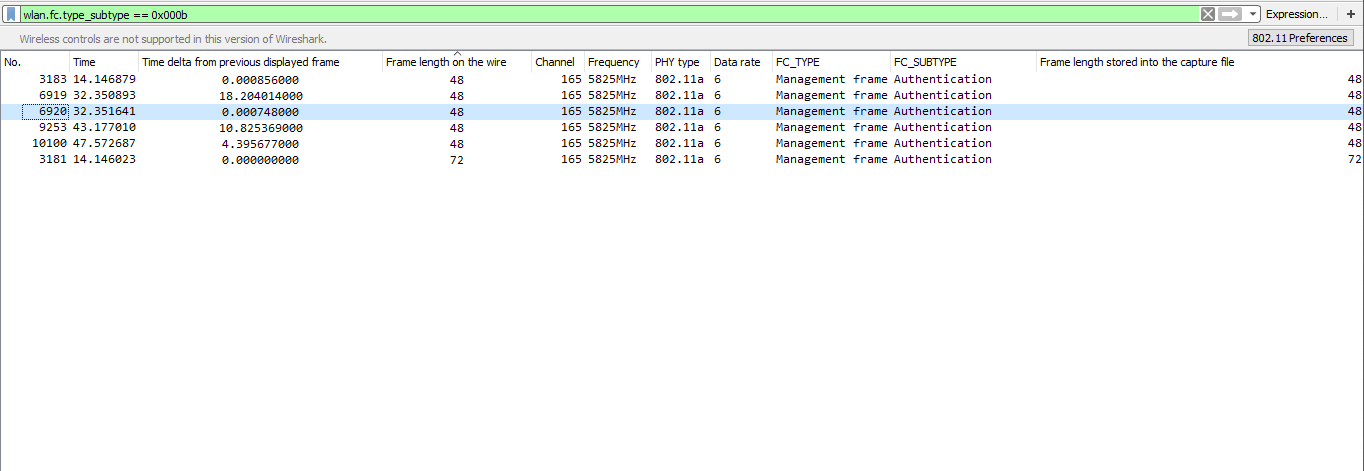 wlan.fc.type_subtype == 0x000b Expression... +
Wireless controls are not supported in this version of Wireshark. 802.11 Preferences
No. Time Time delta from previous displayed frame Frame length on the wire Channel Frequency PHY type Data rate FC_TYPE FC_SUBTYPE Frame length stored into the capture file
3183 14.146879 0.000856000 48 165 5825MHz 802.11a 6 Management frame Authentication 48
6919 32.350893 18.204014000 48 165 5825MHz 802.11a 6 Management frame Authentication 48
6920 32.351641 0.000748000 48 165 5825MHz 802.11a 6 Management frame Authentication 48
9253 43.177010 10.825369000 48 165 5825MHz 802.11a 6 Management frame Authentication 48
10100 47.572687 4.395677000 48 165 5825MHz 802.11a 6 Management frame Authentication 48
3181 14.146023 0.000000000 72 165 5825MHz 802.11a 6 Management frame Authentication 72